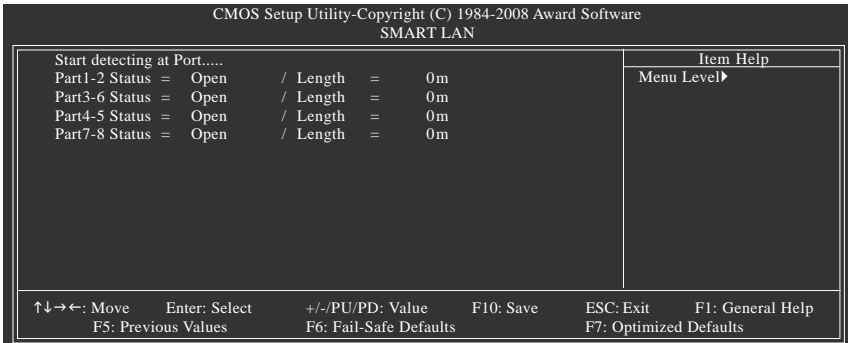 CMOS Setup Utility-Copyright (C) 1984-2008 Award Software
SMART LAN
Start detecting at Port.....
Part1-2 Status = Open / Length = 0m
Part3-6 Status = Open / Length = 0m
Part4-5 Status = Open / Length = 0m
Part7-8 Status = Open / Length = 0m
Item Help
Menu Level▶
↑↓→←: Move Enter: Select +/-/PU/PD: Value F10: Save ESC: Exit F1: General Help
F5: Previous Values F6: Fail-Safe Defaults F7: Optimized Defaults